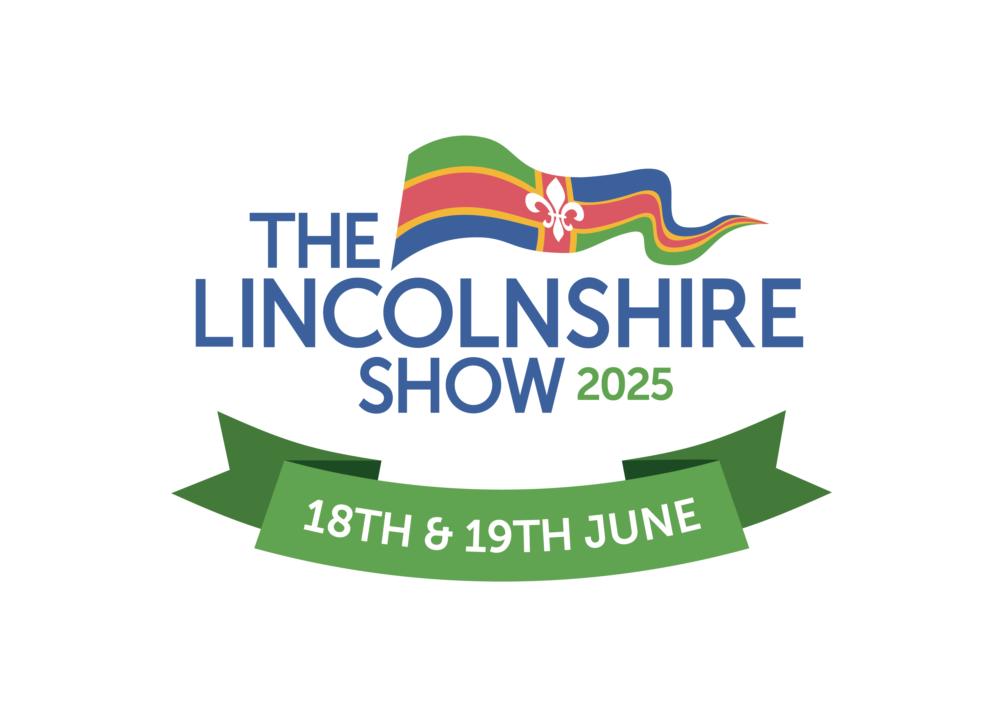 THE
LINCOLNSHIRE
SHOW 2025
18TH & 19TH JUNE